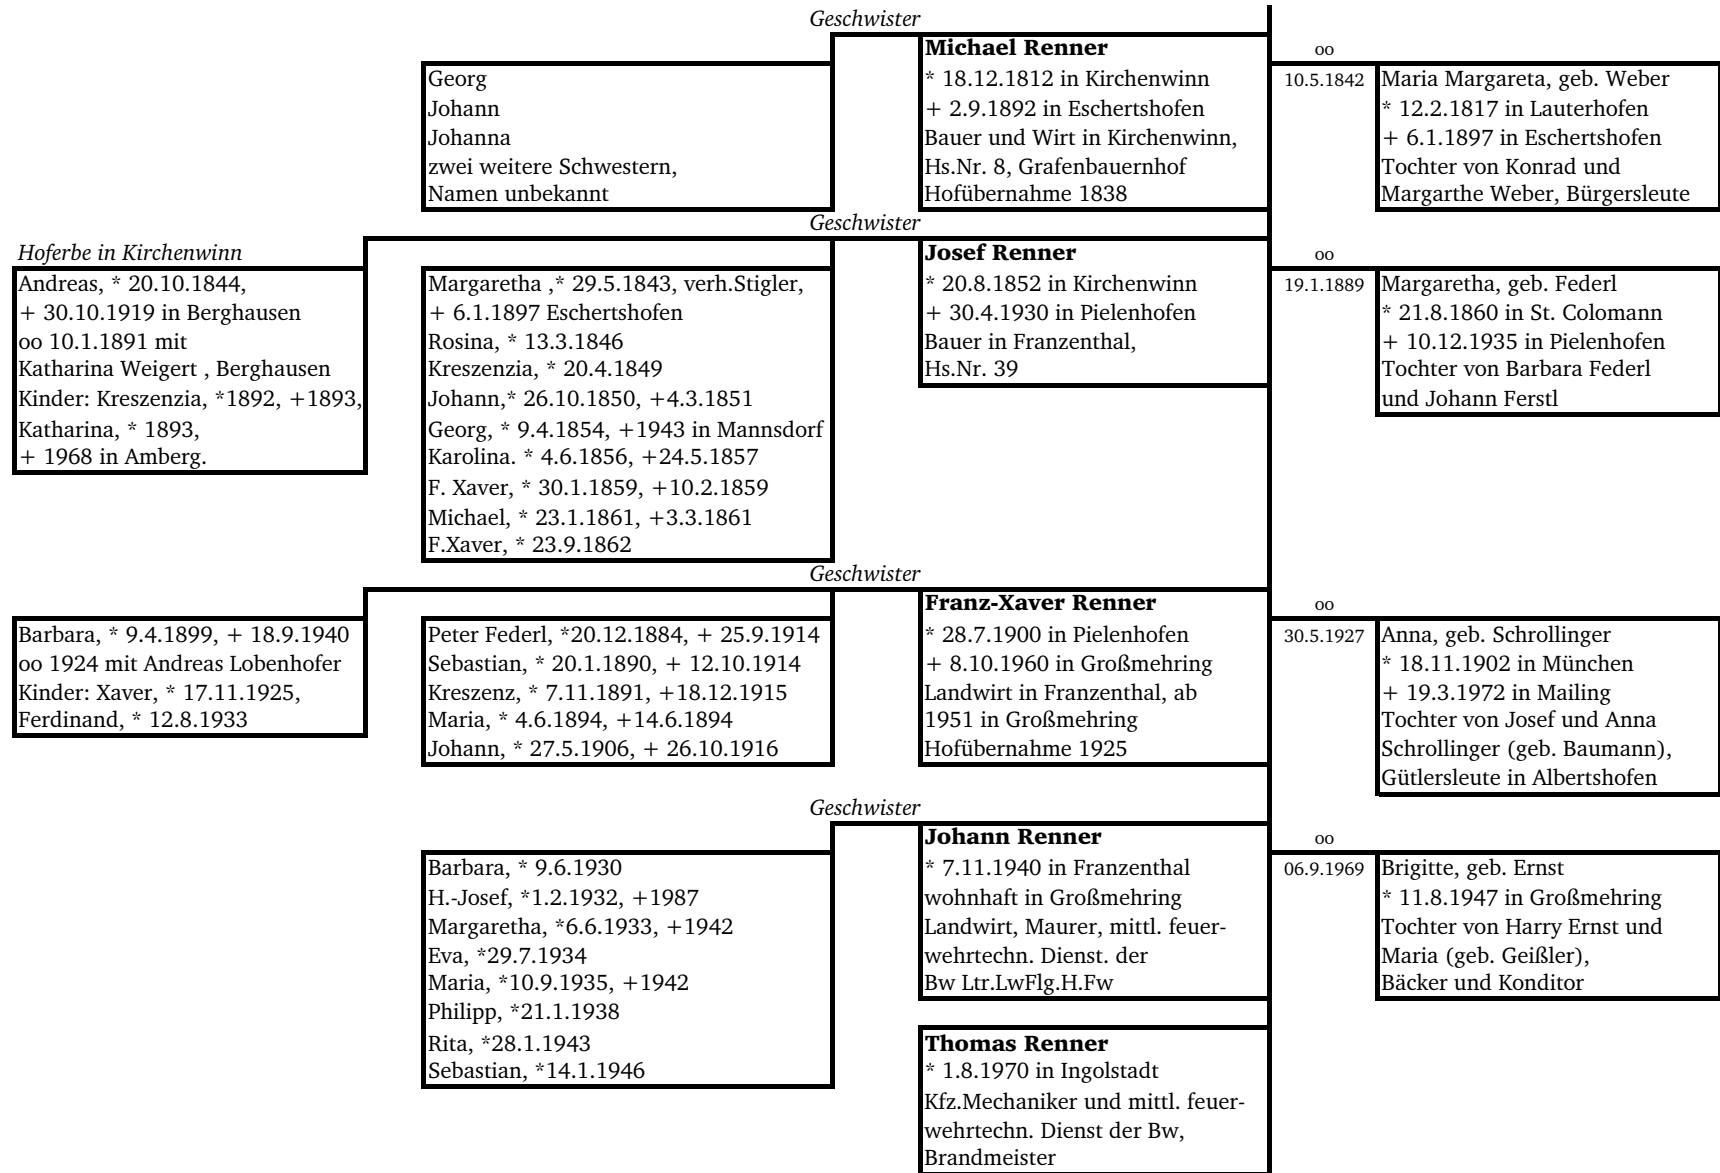 Geschwister
Michael Renner
* 18.12.1812 in Kirchenwinn
+ 2.9.1892 in Eschertshofen
Bauer und Wirt in Kirchenwinn,
Hs.Nr. 8, Grafenbauernhof
Hofübernahme 1838
Georg
Johann
Johanna
zwei weitere Schwestern,
Namen unbekannt
oo
10.5.1842
Maria Margareta, geb. Weber
* 12.2.1817 in Lauterhofen
+ 6.1.1897 in Eschertshofen
Tochter von Konrad und
Margarthe Weber, Bürgersleute
Geschwister
Hoferbe in Kirchenwinn
Andreas, * 20.10.1844,
+ 30.10.1919 in Berghausen
oo 10.1.1891 mit
Katharina Weigert , Berghausen
Kinder: Kreszenzia, *1892, +1893,
Katharina, * 1893,
+ 1968 in Amberg.
Margaretha ,* 29.5.1843, verh.Stigler,
+ 6.1.1897 Eschertshofen
Rosina, * 13.3.1846
Kreszenzia, * 20.4.1849
Johann,* 26.10.1850, +4.3.1851
Georg, * 9.4.1854, +1943 in Mannsdorf
Karolina. * 4.6.1856, +24.5.1857
F. Xaver, * 30.1.1859, +10.2.1859
Michael, * 23.1.1861, +3.3.1861
F.Xaver, * 23.9.1862
Josef Renner
* 20.8.1852 in Kirchenwinn
+ 30.4.1930 in Pielenhofen
Bauer in Franzenthal,
Hs.Nr. 39
oo
19.1.1889
Margaretha, geb. Federl
* 21.8.1860 in St. Colomann
+ 10.12.1935 in Pielenhofen
Tochter von Barbara Federl
und Johann Ferstl
Geschwister
Barbara, * 9.4.1899, + 18.9.1940
oo 1924 mit Andreas Lobenhofer
Kinder: Xaver, * 17.11.1925,
Ferdinand, * 12.8.1933
Peter Federl, *20.12.1884, + 25.9.1914
Sebastian, * 20.1.1890, + 12.10.1914
Kreszenz, * 7.11.1891, +18.12.1915
Maria, * 4.6.1894, +14.6.1894
Johann, * 27.5.1906, + 26.10.1916
Franz-Xaver Renner
* 28.7.1900 in Pielenhofen
+ 8.10.1960 in Großmehring
Landwirt in Franzenthal, ab
1951 in Großmehring
Hofübernahme 1925
oo
30.5.1927
Anna, geb. Schrollinger
* 18.11.1902 in München
+ 19.3.1972 in Mailing
Tochter von Josef und Anna
Schrollinger (geb. Baumann),
Gütlersleute in Albertshofen
Geschwister
Barbara, * 9.6.1930
H.-Josef, *1.2.1932, +1987
Margaretha, *6.6.1933, +1942
Eva, *29.7.1934
Maria, *10.9.1935, +1942
Philipp, *21.1.1938
Rita, *28.1.1943
Sebastian, *14.1.1946
Johann Renner
* 7.11.1940 in Franzenthal
wohnhaft in Großmehring
Landwirt, Maurer, mittl. feuer-
wehrtechn. Dienst. der
Bw Ltr.LwFlg.H.Fw
oo
06.9.1969
Brigitte, geb. Ernst
* 11.8.1947 in Großmehring
Tochter von Harry Ernst und
Maria (geb. Geißler),
Bäcker und Konditor
Thomas Renner
* 1.8.1970 in Ingolstadt
Kfz.Mechaniker und mittl. feuer-
wehrtechn. Dienst der Bw,
Brandmeister